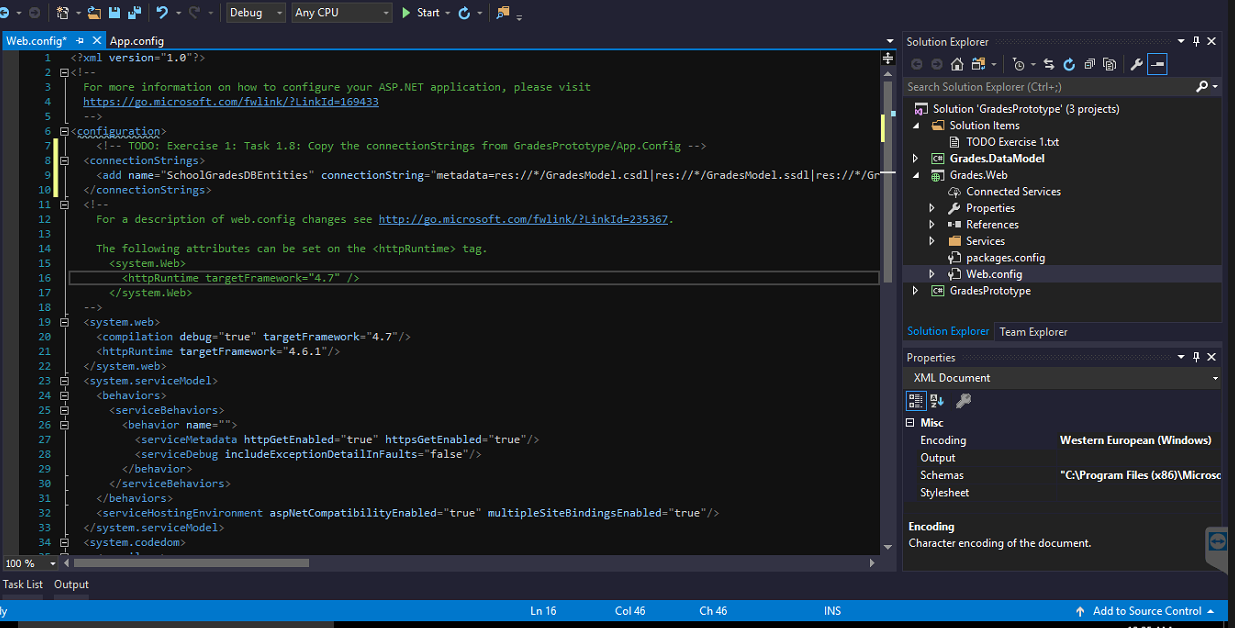 Debug
Any CPU
Start
Web.config*
App.config
1 <?xml version="1.0"?>
2 <!--
3 For more information on how to configure your ASP.NET application, please visit
4 https://go.microsoft.com/fwlink/?LinkId=169433
5 -->
6 <configuration>
7 <!-- TODO: Exercise 1: Task 1.8: Copy the connectionStrings from GradesPrototype/App.Config -->
8 <connectionStrings>
9 <add name="SchoolGradesDBEntities" connectionString="metadata=res://*/GradesModel.csdl|res://*/GradesModel.ssdl|res://*/Gr
10 </connectionStrings>
11 <!--
12 For a description of web.config changes see http://go.microsoft.com/fwlink/?LinkId=235367.
13
14 The following attributes can be set on the <httpRuntime> tag.
15 <system.Web>
16 <httpRuntime targetFramework="4.7" />
17 </system.Web>
18 -->
19 <system.web>
20 <compilation debug="true" targetFramework="4.7"/>
21 <httpRuntime targetFramework="4.6.1"/>
22 </system.web>
23 <system.serviceModel>
24 <behaviors>
25 <serviceBehaviors>
26 <behavior name="">
27 <serviceMetadata httpGetEnabled="true" httpsGetEnabled="true"/>
28 <serviceDebug includeExceptionDetailInFaults="false"/>
29 </behavior>
30 </serviceBehaviors>
31 </behaviors>
32 <serviceHostingEnvironment aspNetCompatibilityEnabled="true" multipleSiteBindingsEnabled="true"/>
33 </system.serviceModel>
34 <system.codedom>
100 %
Task List
Output
Solution Explorer
Search Solution Explorer (Ctrl+;)
Solution 'GradesPrototype' (3 projects)
Solution Items
TODO Exercise 1.txt
Grades.DataModel
Grades.Web
Connected Services
Properties
References
Services
packages.config
Web.config
GradesPrototype
Solution Explorer
Team Explorer
Properties
XML Document
Misc
Encoding Western European (Windows)
Output
Schemas "C:\Program Files (x86)\Microsc
Stylesheet
Encoding
Character encoding of the document.
Ln 16
Col 46
Ch 46
INS
Add to Source Control